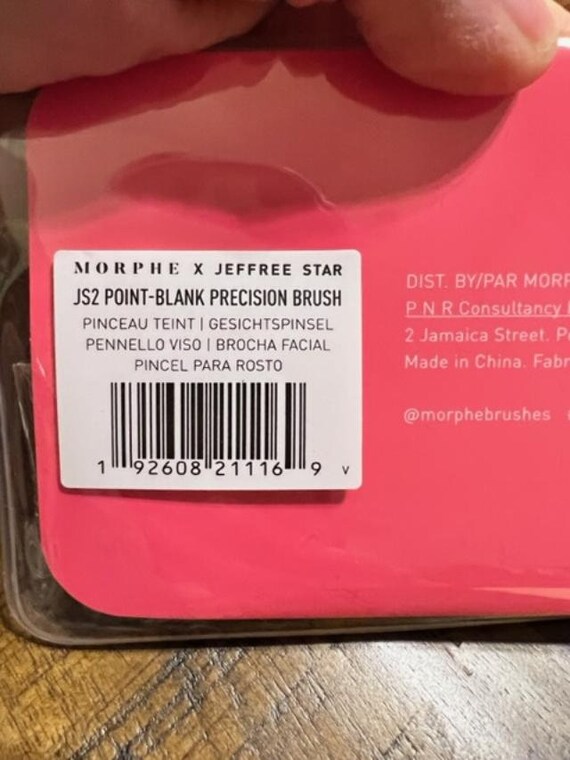 MORPHE X JEFFREE STAR
JS2 POINT-BLANK PRECISION BRUSH
PINCEAU TEINT | GESICHTSPINSEL
PENNELLO VISO | BROCHA FACIAL
PINCEL PARA ROSTO
1 92608 21116 9 V
DIST. BY/PAR MORP
P N R Consultancy
2 Jamaica Street. P
Made in China. Fabr
@morphebrushes